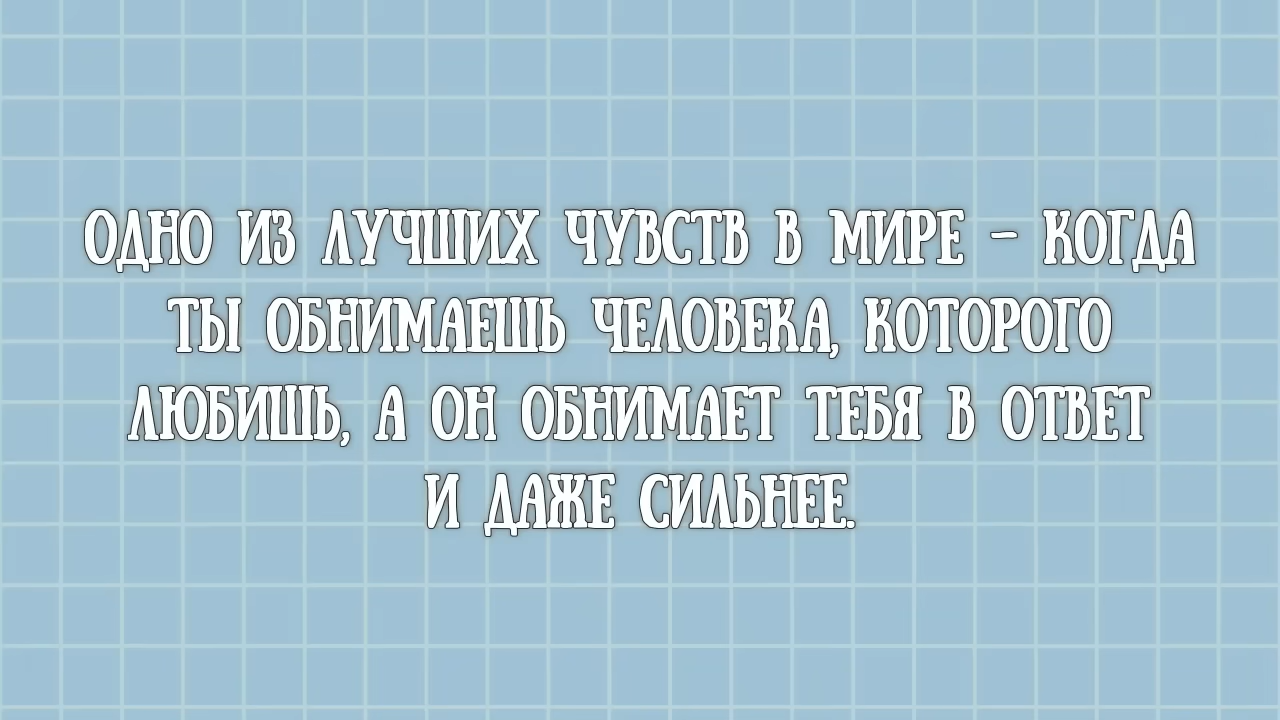 ОДНО ИЗ ЛУЧШИХ ЧУВСТВ В МИРЕ - КОГДА
ТЫ ОБНИМАЕШЬ ЧЕЛОВЕКА, КОТОРОГО
ЛЮБИШЬ, А ОН ОБНИМАЕТ ТЕБЯ В ОТВЕТ
И ДАЖЕ СИЛЬНЕЕ.